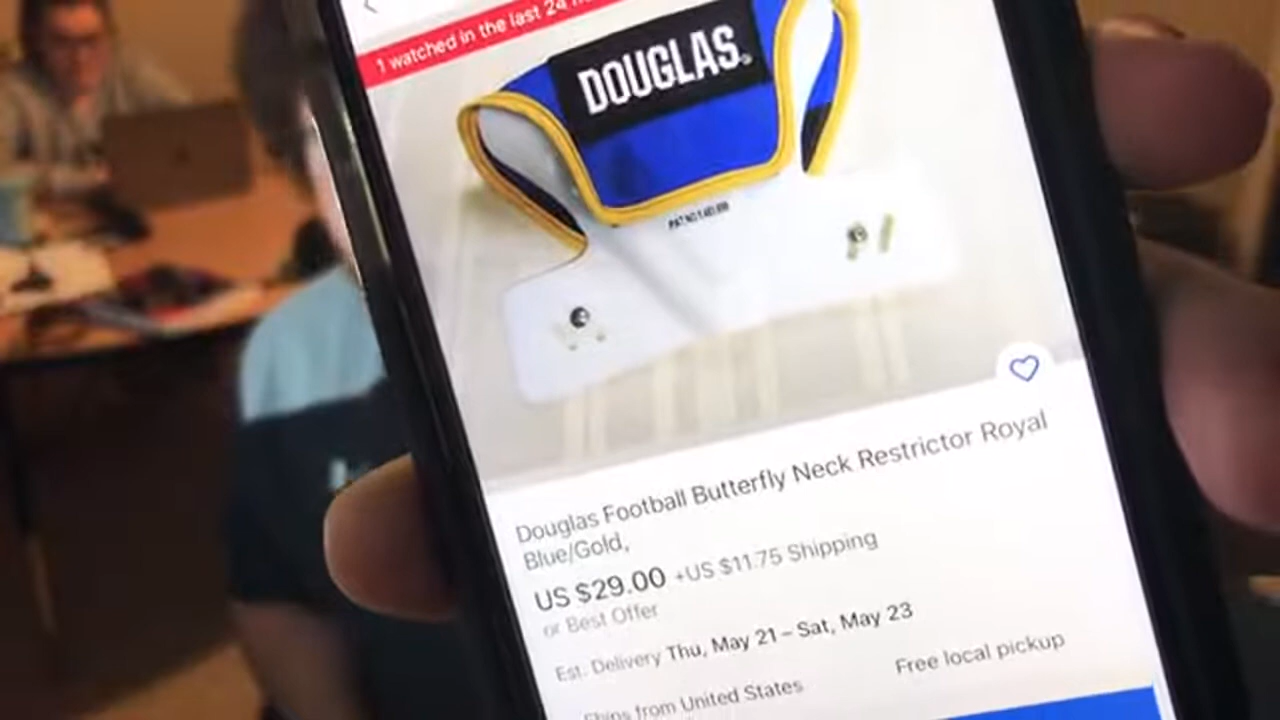 1 watched in the last 24
DOUGLAS
Douglas Football Butterfly Neck Restrictor Royal
Blue/Gold,
US $29.00 +US $11.75 Shipping
or Best Offer
Est. Delivery Thu, May 21 – Sat, May 23
Free local pickup
Ships from United States